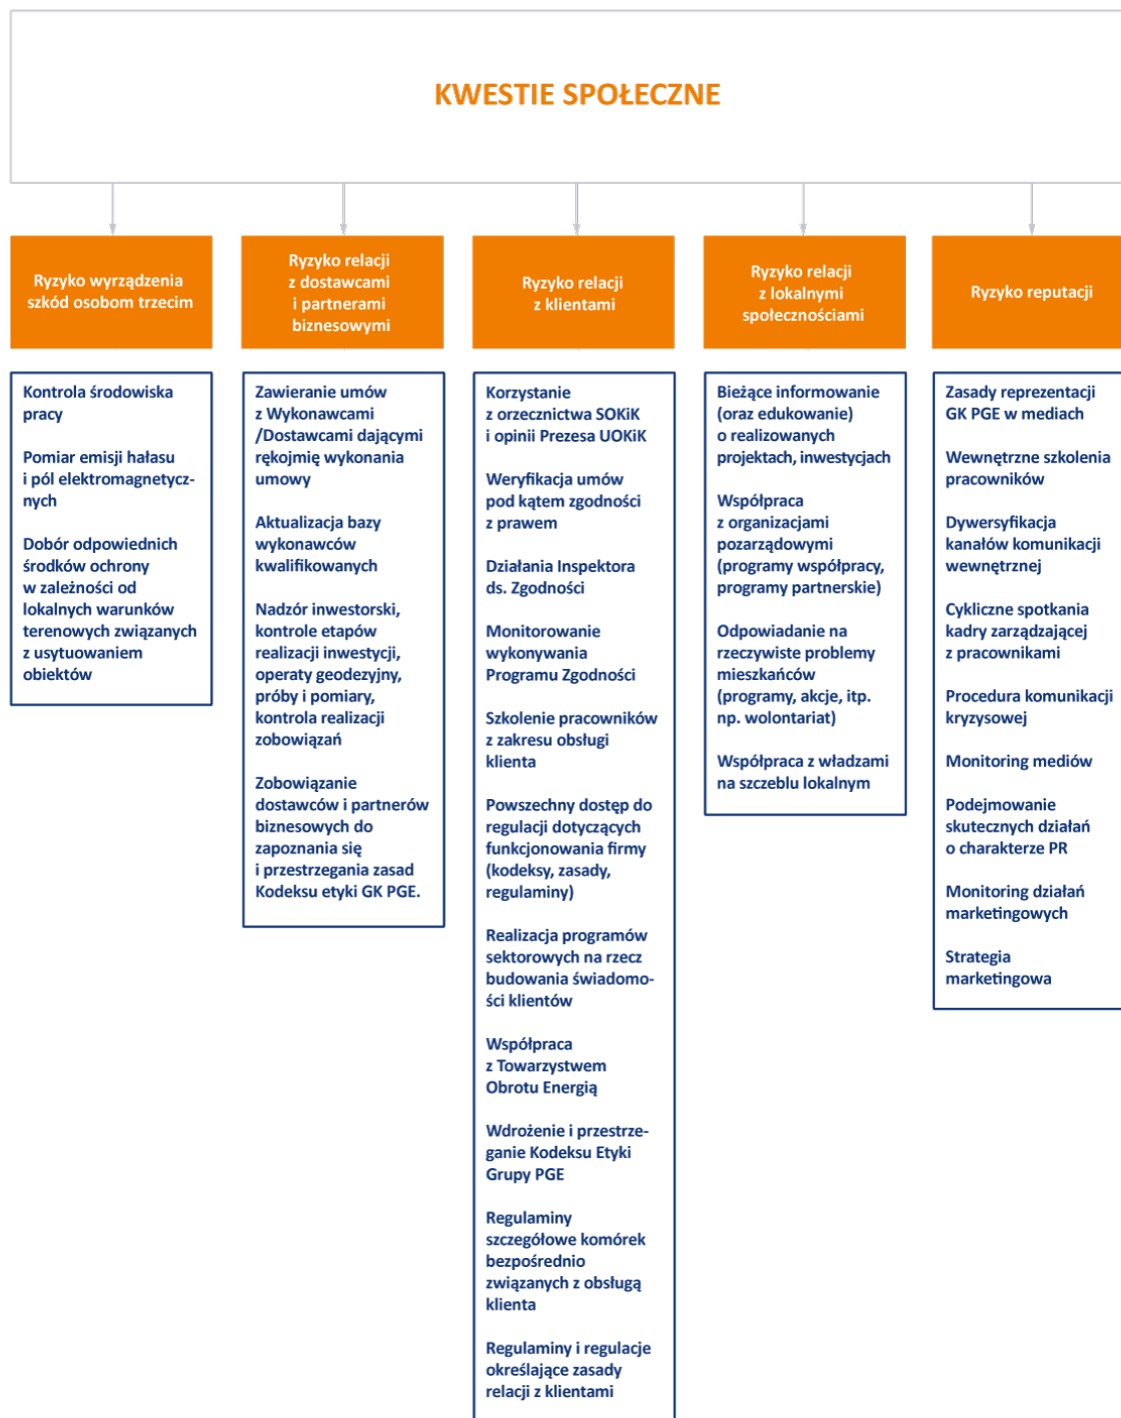 KWESTIE SPOŁECZNE
Ryzyko wyrządzenia
szkód osobom trzecim
Kontrola środowiska
pracy
Pomiar emisji hałasu
i pól elektromagnetycz-
nych
Dobór odpowiednich
środków ochrony
w zależności od
lokalnych warunków
terenowych związanych
z usytuowaniem
obiektów
Ryzyko relacji
z dostawcami
i partnerami
biznesowymi
Zawieranie umów
z Wykonawcami
/Dostawcami dającymi
rękojmię wykonania
umowy
Aktualizacja bazy
wykonawców
kwalifikowanych
Nadzór inwestorski,
kontrole etapów
realizacji inwestycji,
operaty geodezyjny,
próby i pomiary,
kontrola realizacji
zobowiązań
Zobowiązanie
dostawców i partnerów
biznesowych do
zapoznania się
i przestrzegania zasad
Kodeksu etyki GK PGE.
Ryzyko relacji
z klientami
Korzystanie
z orzecznictwa SOKiK
i opinii Prezesa UOKiK
Weryfikacja umów
pod kątem zgodności
z prawem
Działania Inspektora
ds. Zgodności
Monitorowanie
wykonywania
Programu Zgodności
Szkolenie pracowników
z zakresu obsługi
klienta
Powszechny dostęp do
regulacji dotyczących
funkcjonowania firmy
(kodeksy, zasady,
regulaminy)
Realizacja programów
sektorowych na rzecz
budowania świadomo-
ści klientów
Współpraca
z Towarzystwem
Obrotu Energią
Wdrożenie i przestrze-
ganie Kodeksu Etyki
Grupy PGE
Regulaminy
szczegółowe komórek
bezpośrednio
związanych z obsługą
klienta
Regulaminy i regulacje
określające zasady
relacji z klientami
Ryzyko relacji
z lokalnymi
społecznościami
Bieżące informowanie
(oraz edukowanie)
o realizowanych
projektach, inwestycjach
Współpraca
z organizacjami
pozarządowymi
(programy współpracy,
programy partnerskie)
Odpowiadanie na
rzeczywiste problemy
mieszkańców
(programy, akcje, itp.
np. wolontariat)
Współpraca z władzami
na szczeblu lokalnym
Ryzyko reputacji
Zasady reprezentacji
GK PGE w mediach
Wewnętrzne szkolenia
pracowników
Dywersyfikacja
kanałów komunikacji
wewnętrznej
Cykliczne spotkania
kadry zarządzającej
z pracownikami
Procedura komunikacji
kryzysowej
Monitoring mediów
Podejmowanie
skutecznych działań
o charakterze PR
Monitoring działań
marketingowych
Strategia
marketingowa